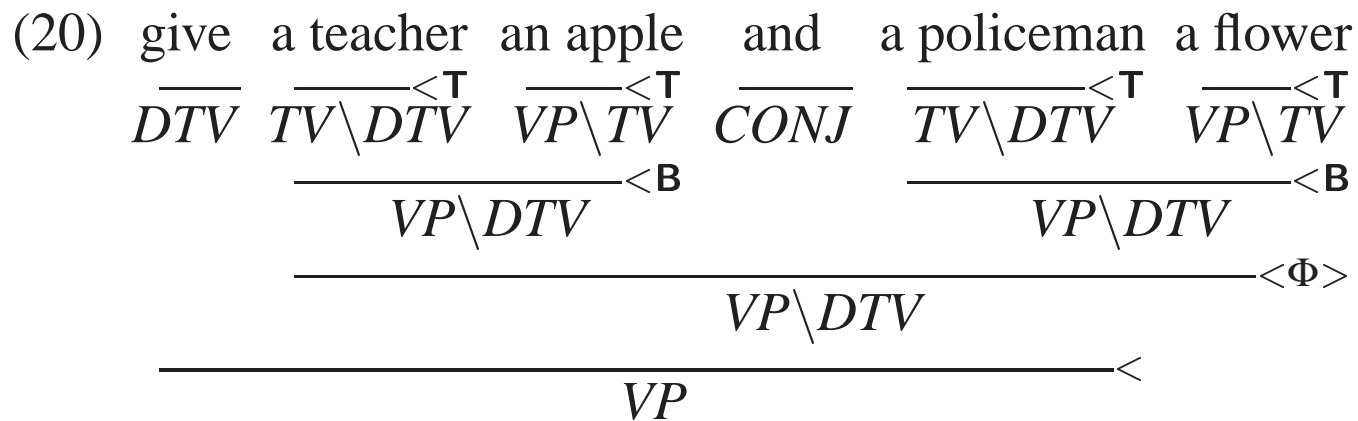 (20) give a teacher an apple and a policeman a flower
<T <T <T <T
DTV TV\DTV VP\TV CONJ TV\DTV VP\TV
<B <B
VP\DTV VP\DTV
<Φ>
VP\DTV
<
VP